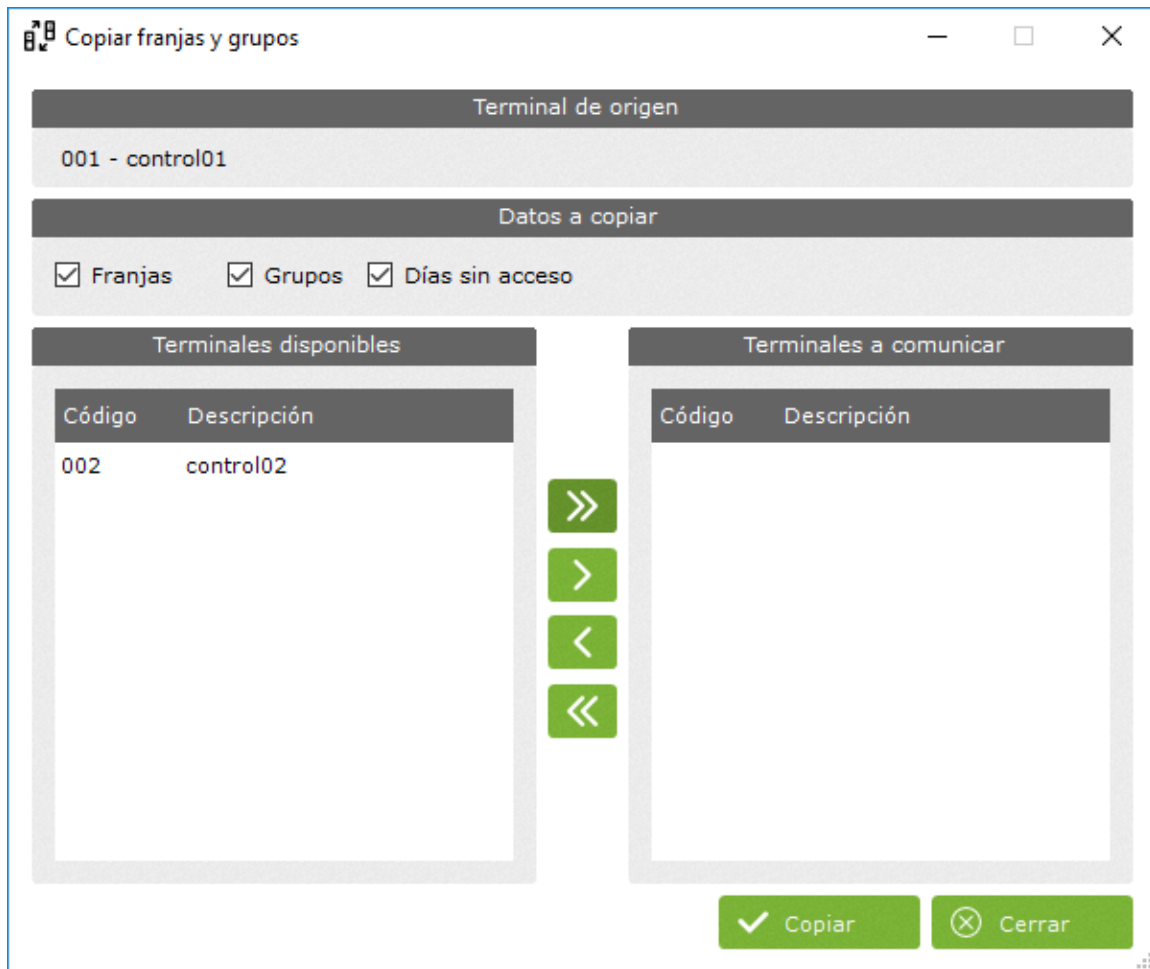 Copiar franjas y grupos
Terminal de origen
001 - control01
Datos a copiar
Franjas Grupos Días sin acceso
Terminales disponibles
Código Descripción
002 control02
Terminales a comunicar
Código Descripción
Copiar Cerrar